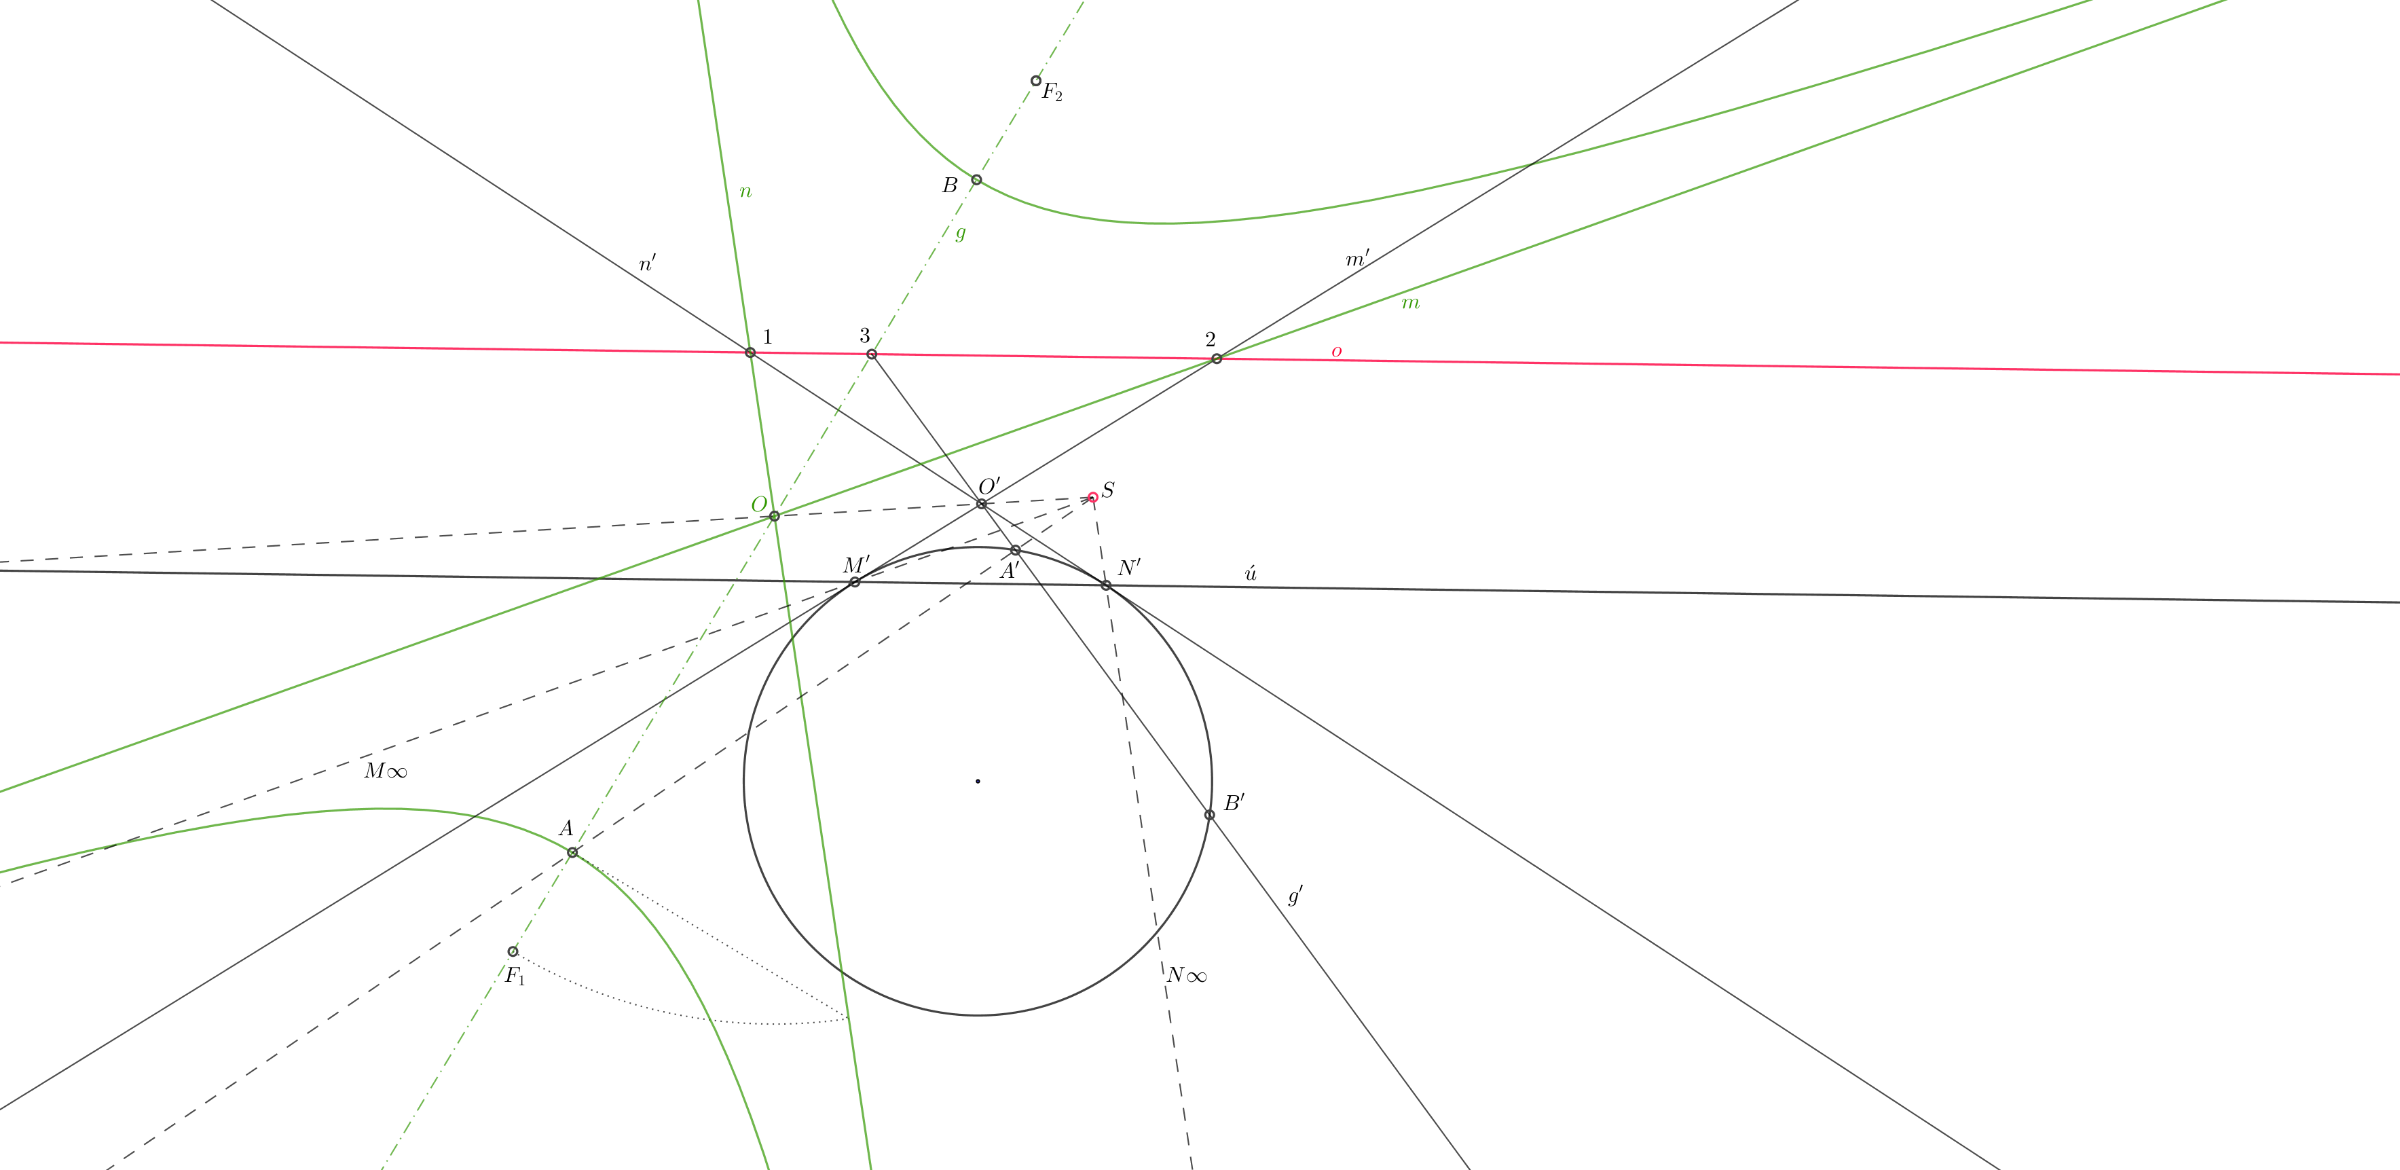 F₂
B
n
g
n′
m′
m
1
3
2
o
S
O′
O
M′
A′
N′
ú
M∞
A
B′
g′
F₁
N∞